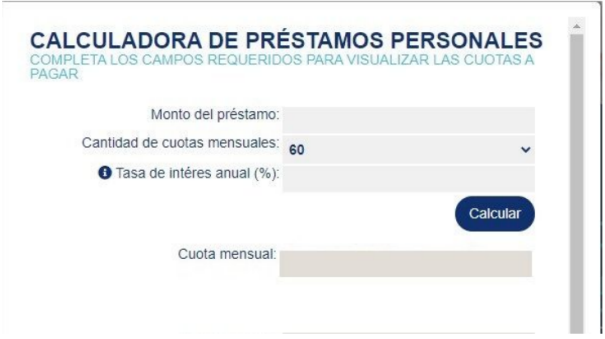 CALCULADORA DE PRÉSTAMOS PERSONALES
COMPLETA LOS CAMPOS REQUERIDOS PARA VISUALIZAR LAS CUOTAS A
PAGAR
Monto del préstamo:
Cantidad de cuotas mensuales: 60
Tasa de intéres anual (%):
Calcular
Cuota mensual: